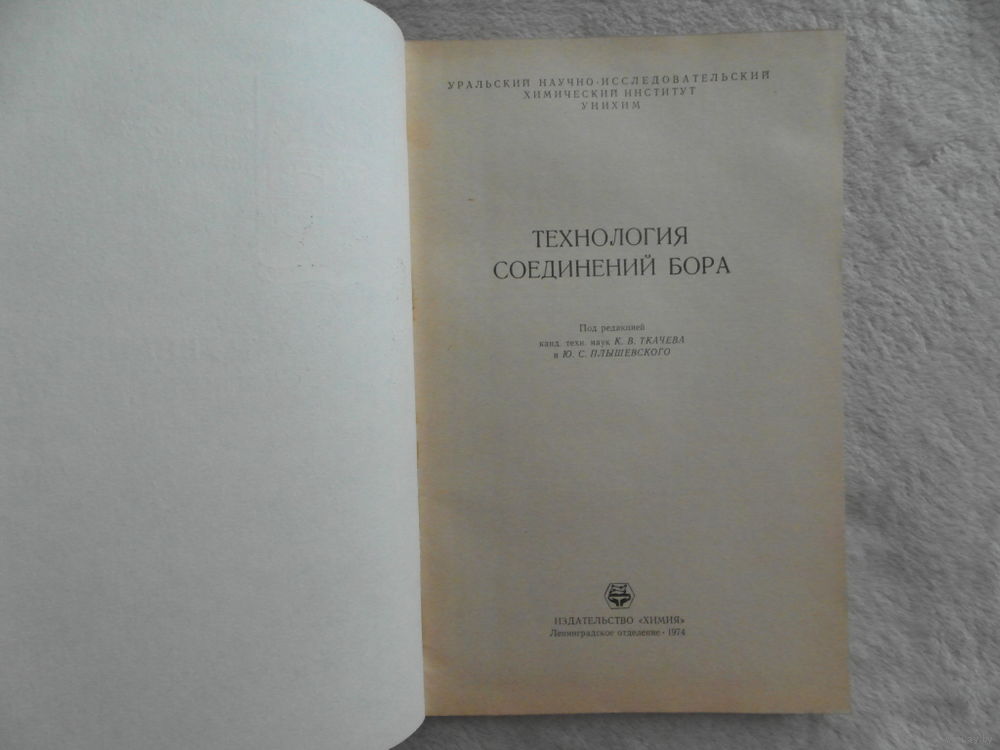 УРАЛЬСКИЙ НАУЧНО-ИССЛЕДОВАТЕЛЬСКИЙ
ХИМИЧЕСКИЙ ИНСТИТУТ
УНИХИМ
ТЕХНОЛОГИЯ
СОЕДИНЕНИЙ БОРА
Под редакцией
канд. техн. наук К. В. ТКАЧЕВА
и Ю. С. ПЛЫШЕВСКОГО
ИЗДАТЕЛЬСТВО «ХИМИЯ»
Ленинградское отделение · 1974